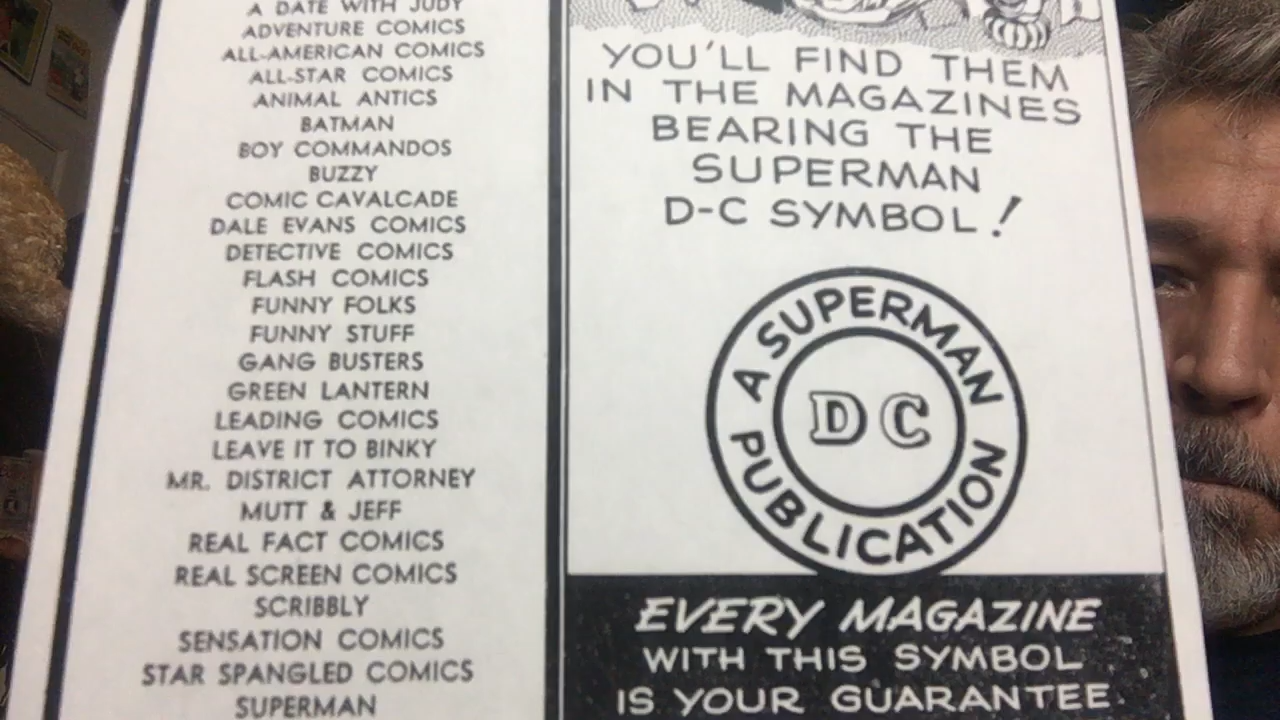 A DATE WITH JUDY
ADVENTURE COMICS
ALL-AMERICAN COMICS
ALL-STAR COMICS
ANIMAL ANTICS
BATMAN
BOY COMMANDOS
BUZZY
COMIC CAVALCADE
DALE EVANS COMICS
DETECTIVE COMICS
FLASH COMICS
FUNNY FOLKS
FUNNY STUFF
GANG BUSTERS
GREEN LANTERN
LEADING COMICS
LEAVE IT TO BINKY
MR. DISTRICT ATTORNEY
MUTT & JEFF
REAL FACT COMICS
REAL SCREEN COMICS
SCRIBBLY
SENSATION COMICS
STAR SPANGLED COMICS
SUPERMAN
YOU'LL FIND THEM
IN THE MAGAZINES
BEARING THE
SUPERMAN
D-C SYMBOL!
A SUPERMAN
DC
PUBLICATION
EVERY MAGAZINE
WITH THIS SYMBOL
IS YOUR GUARANTEE